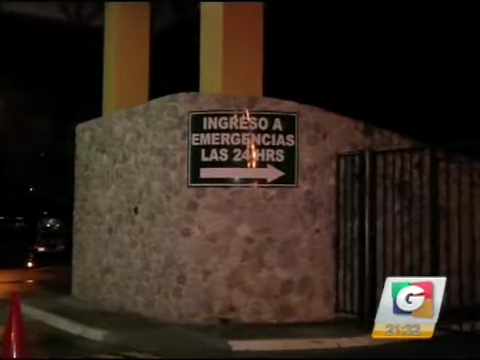 INGRESO A
EMERGENCIAS
LAS 24 HRS
G
21:32